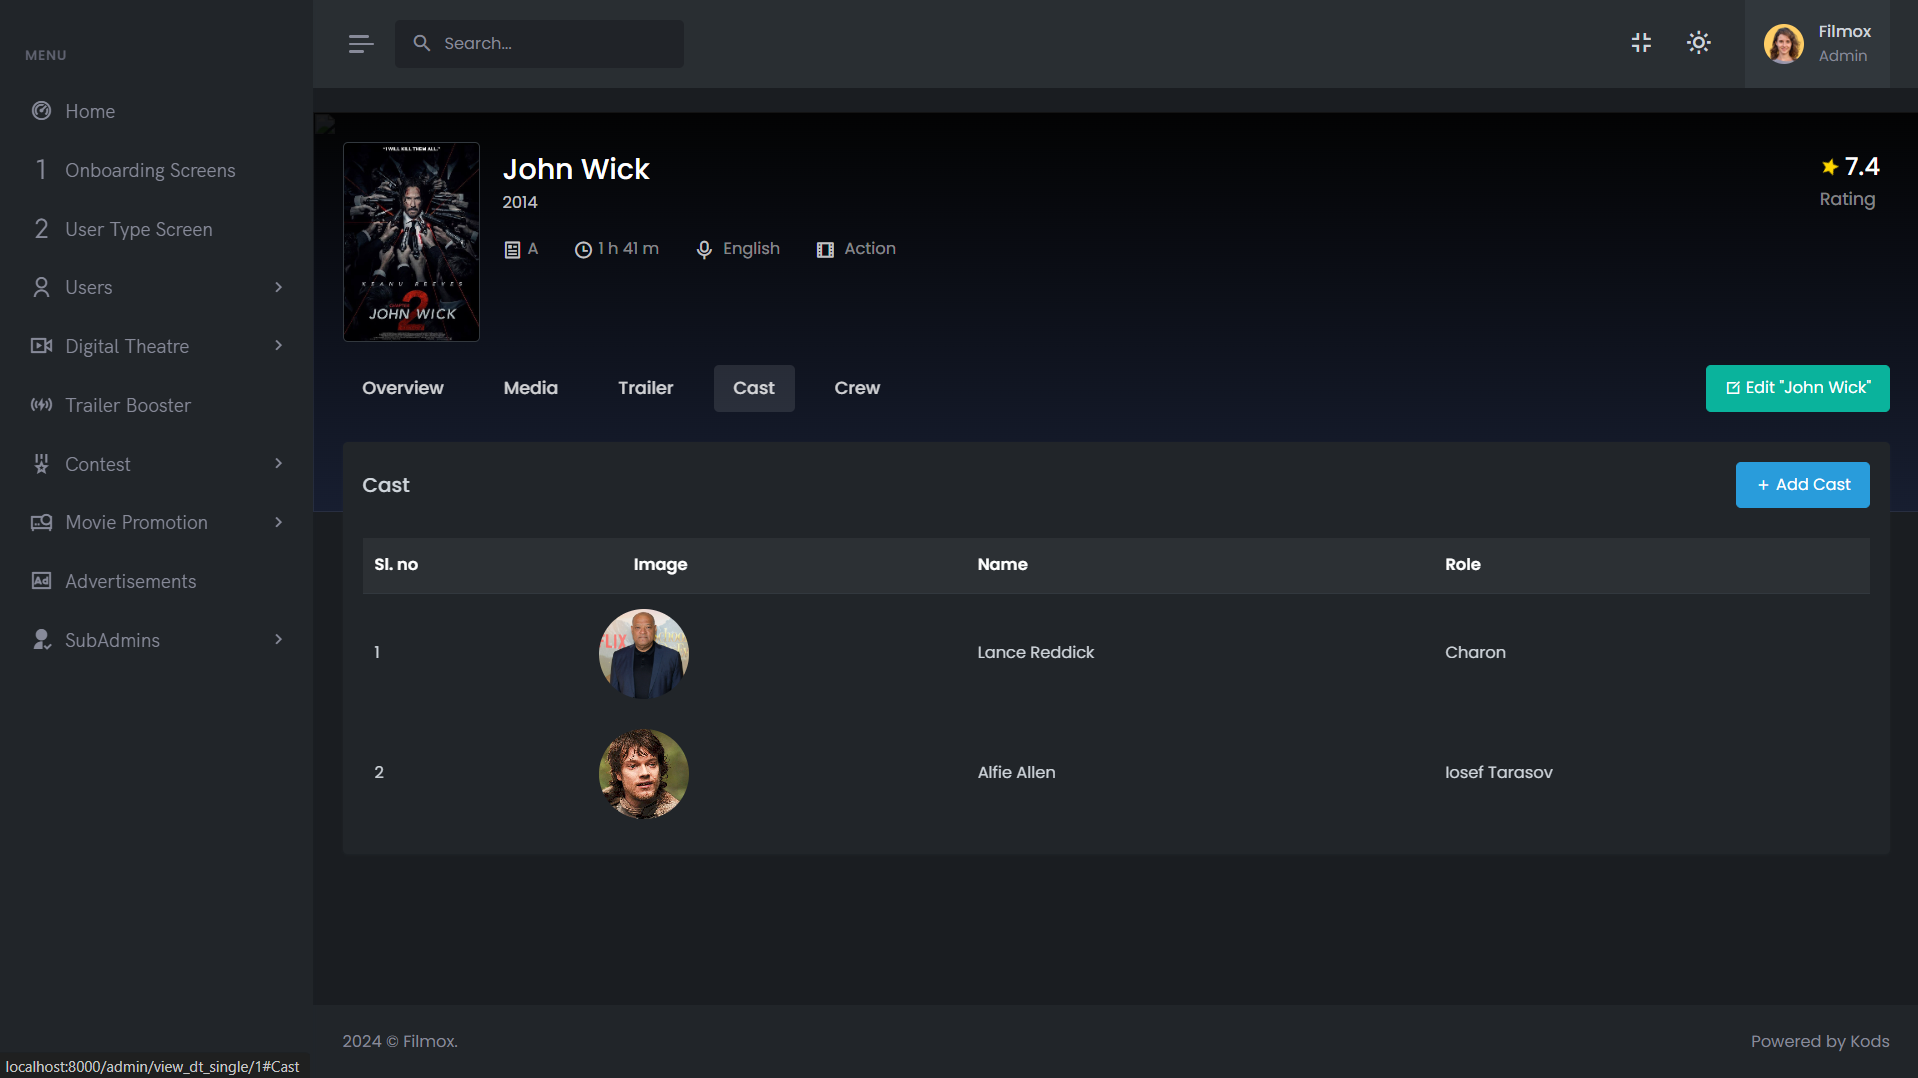 MENU
Home
1 Onboarding Screens
2 User Type Screen
Users
Digital Theatre
Trailer Booster
Contest
Movie Promotion
Ad Advertisements
SubAdmins
Search...
Filmox
Admin
"I WILL KILL THEM ALL."
KEANU REEVES
2
JOHN WICK
John Wick
2014
A 1 h 41 m English Action
7.4
Rating
Overview Media Trailer Cast Crew
Edit "John Wick"
Cast
+ Add Cast
Sl. no Image Name Role
FLIX
1 Lance Reddick Charon
2 Alfie Allen Iosef Tarasov
2024 © Filmox.
Powered by Kods
localhost:8000/admin/view_dt_single/1#Cast